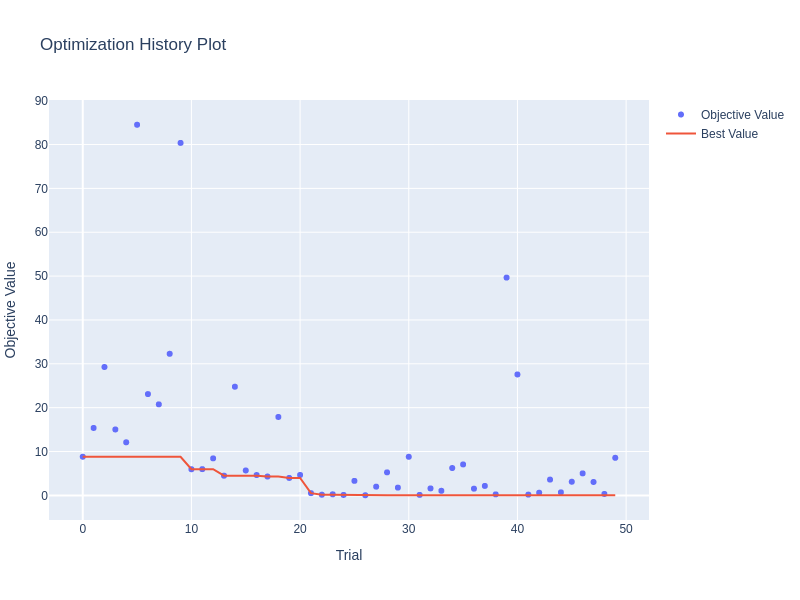 Optimization History Plot
Objective Value
Best Value
90
80
70
60
50
40
30
20
10
0
Objective Value
0 10 20 30 40 50
Trial